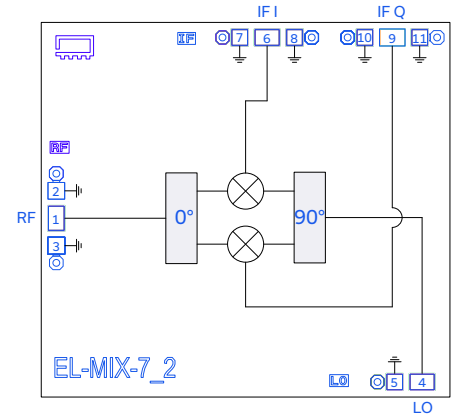 IF I
IF Q
IF
7
6
8
10
9
11
RF
2
RF
1
0°
90°
3
EL-MIX-7_2
LO
5
4
LO